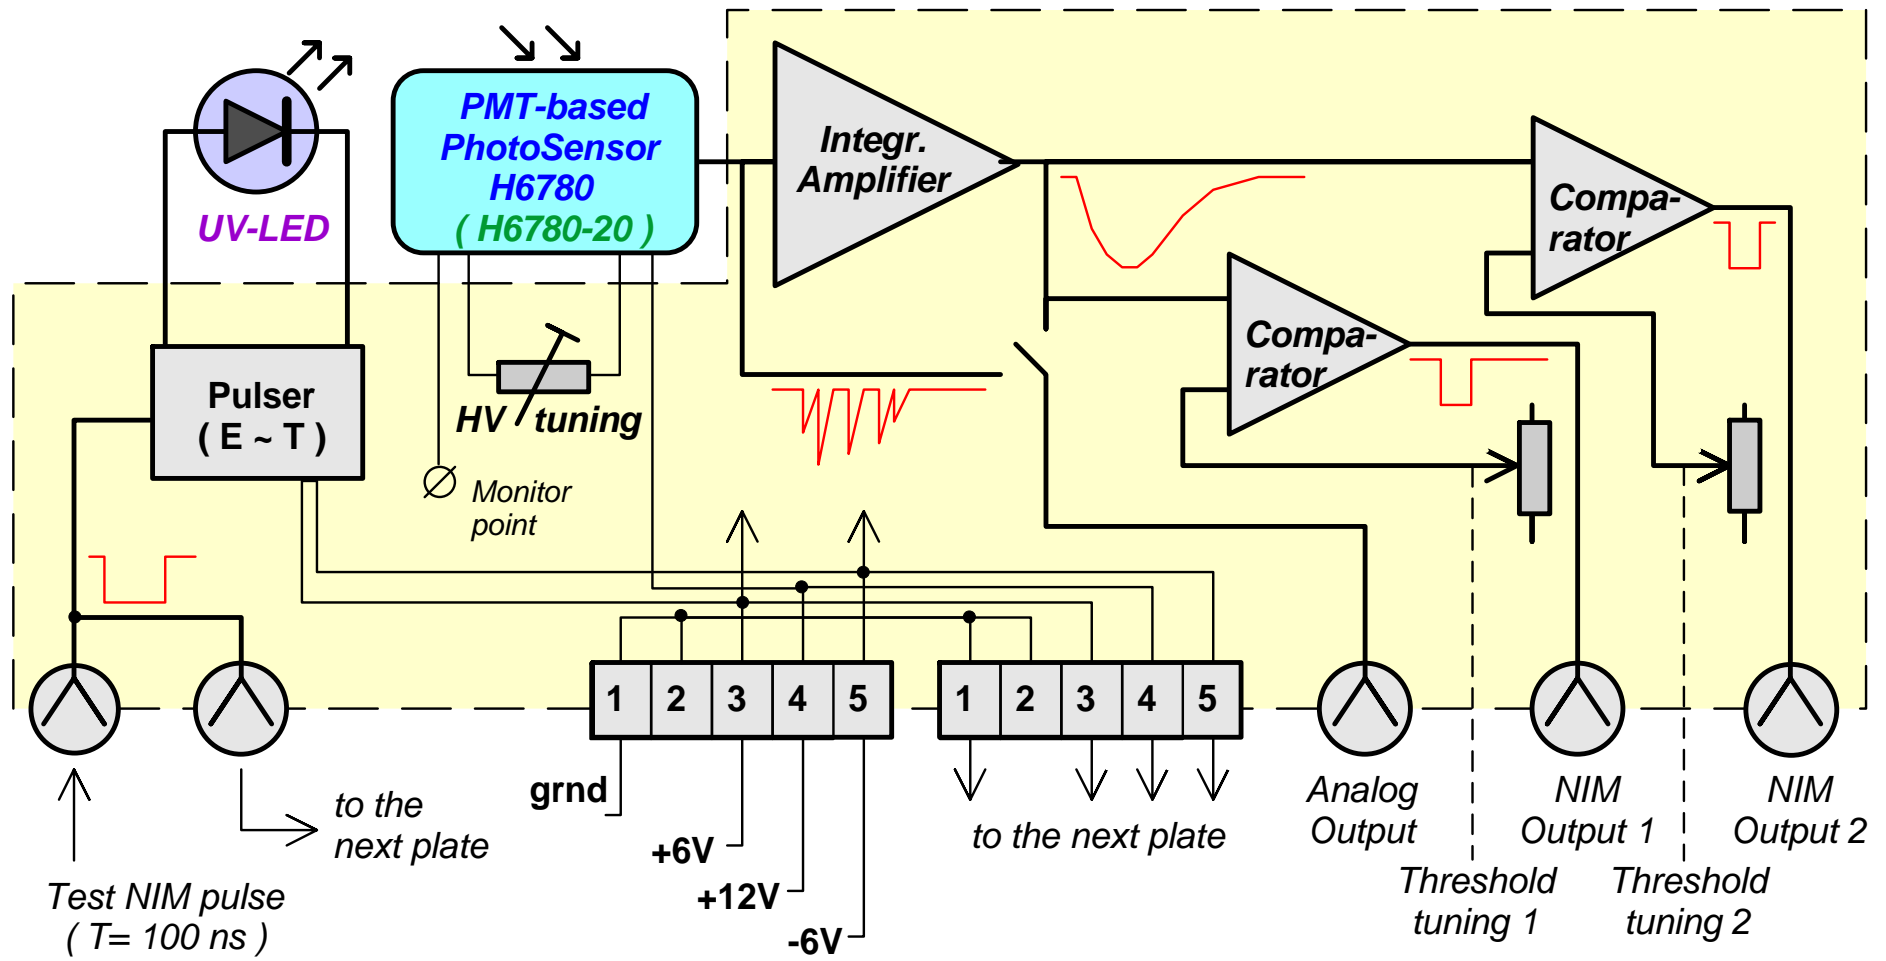 PMT-based
PhotoSensor
H6780
( H6780-20 )
UV-LED
Integr.
Amplifier
Compa-
rator
Compa-
rator
Pulser
( E ~ T )
HV tuning
Monitor
point
1 2 3 4 5
1 2 3 4 5
grnd
+6V
+12V
-6V
to the
next plate
to the next plate
Test NIM pulse
( T= 100 ns )
Analog
Output
NIM
Output 1
NIM
Output 2
Threshold
tuning 1
Threshold
tuning 2